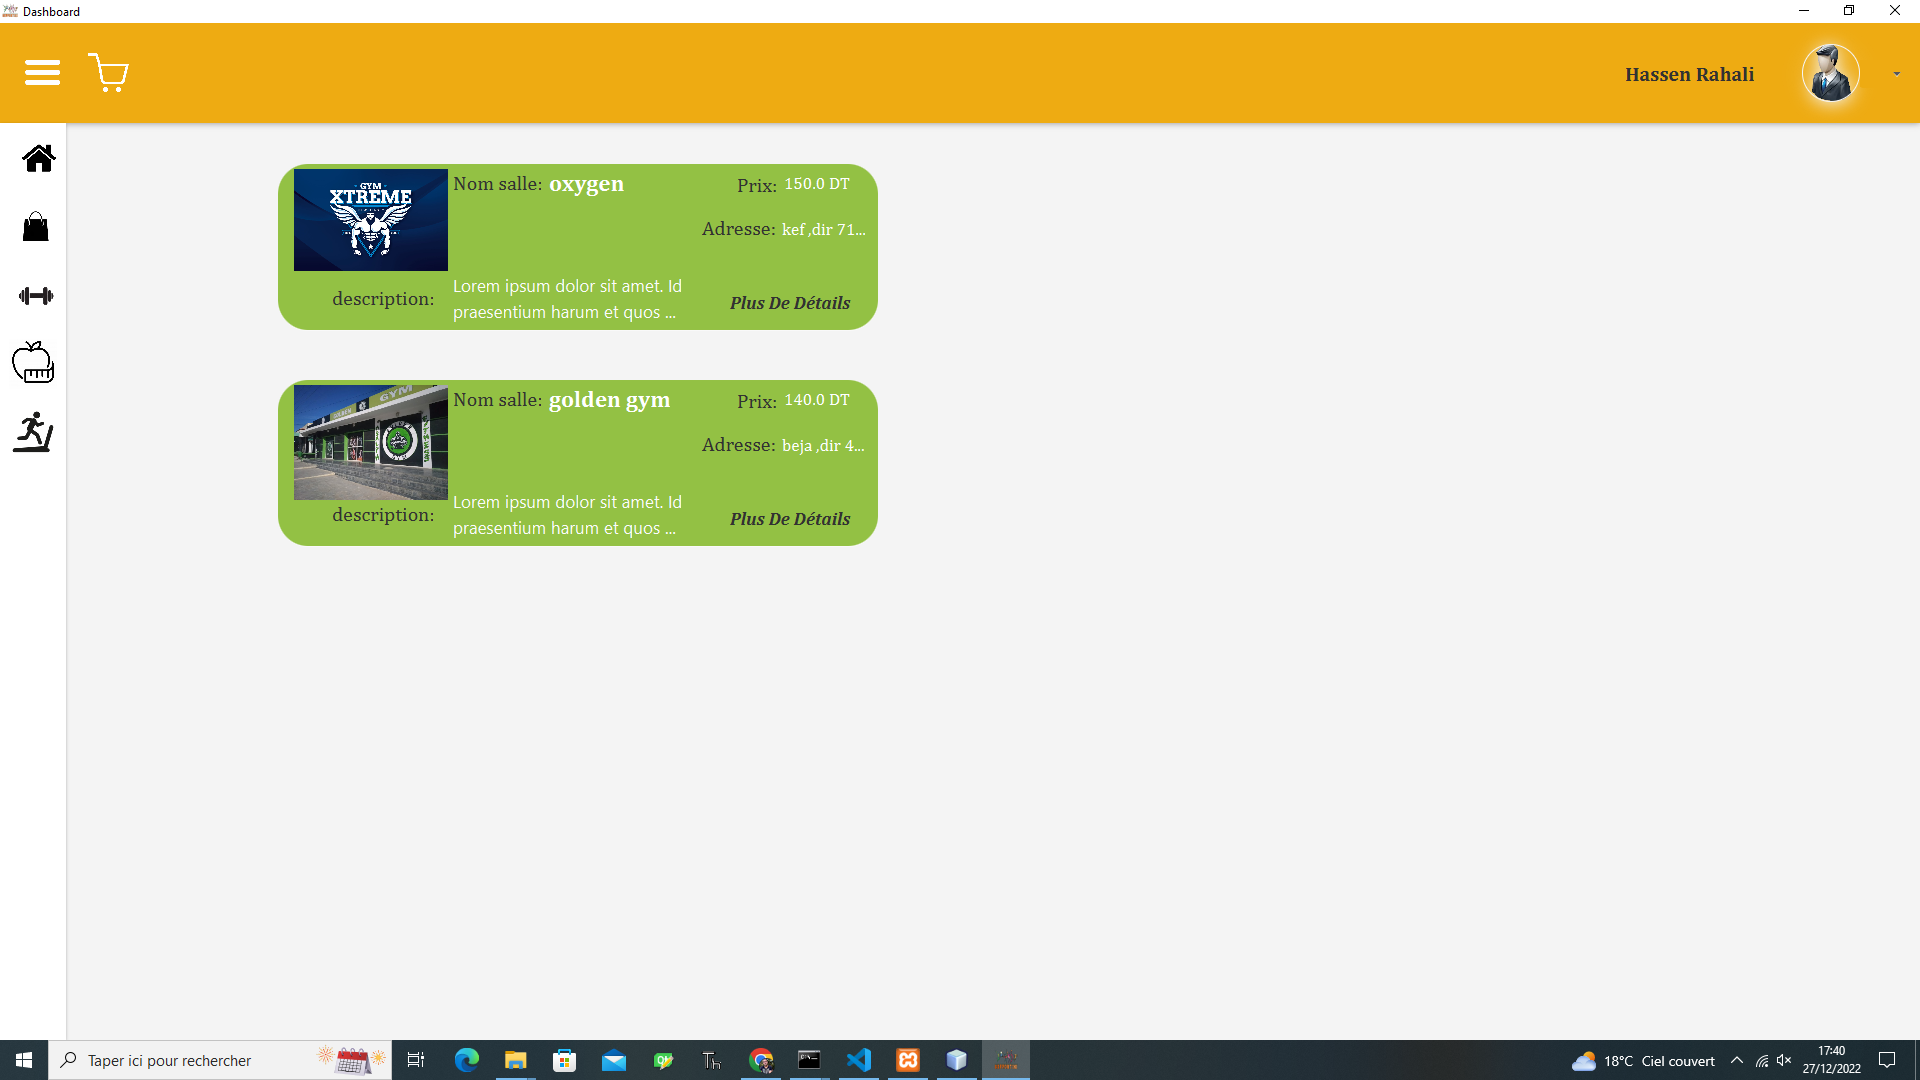 Dashboard
Hassen Rahali
GYM
XTREME
Nom salle: oxygen
Prix: 150.0 DT
Adresse: kef ,dir 71...
description:
Lorem ipsum dolor sit amet. Id
praesentium harum et quos ...
Plus De Détails
GYM
Nom salle: golden gym
Prix: 140.0 DT
Adresse: beja ,dir 4...
description:
Lorem ipsum dolor sit amet. Id
praesentium harum et quos ...
Plus De Détails
Taper ici pour rechercher
18°C Ciel couvert
17:40
27/12/2022